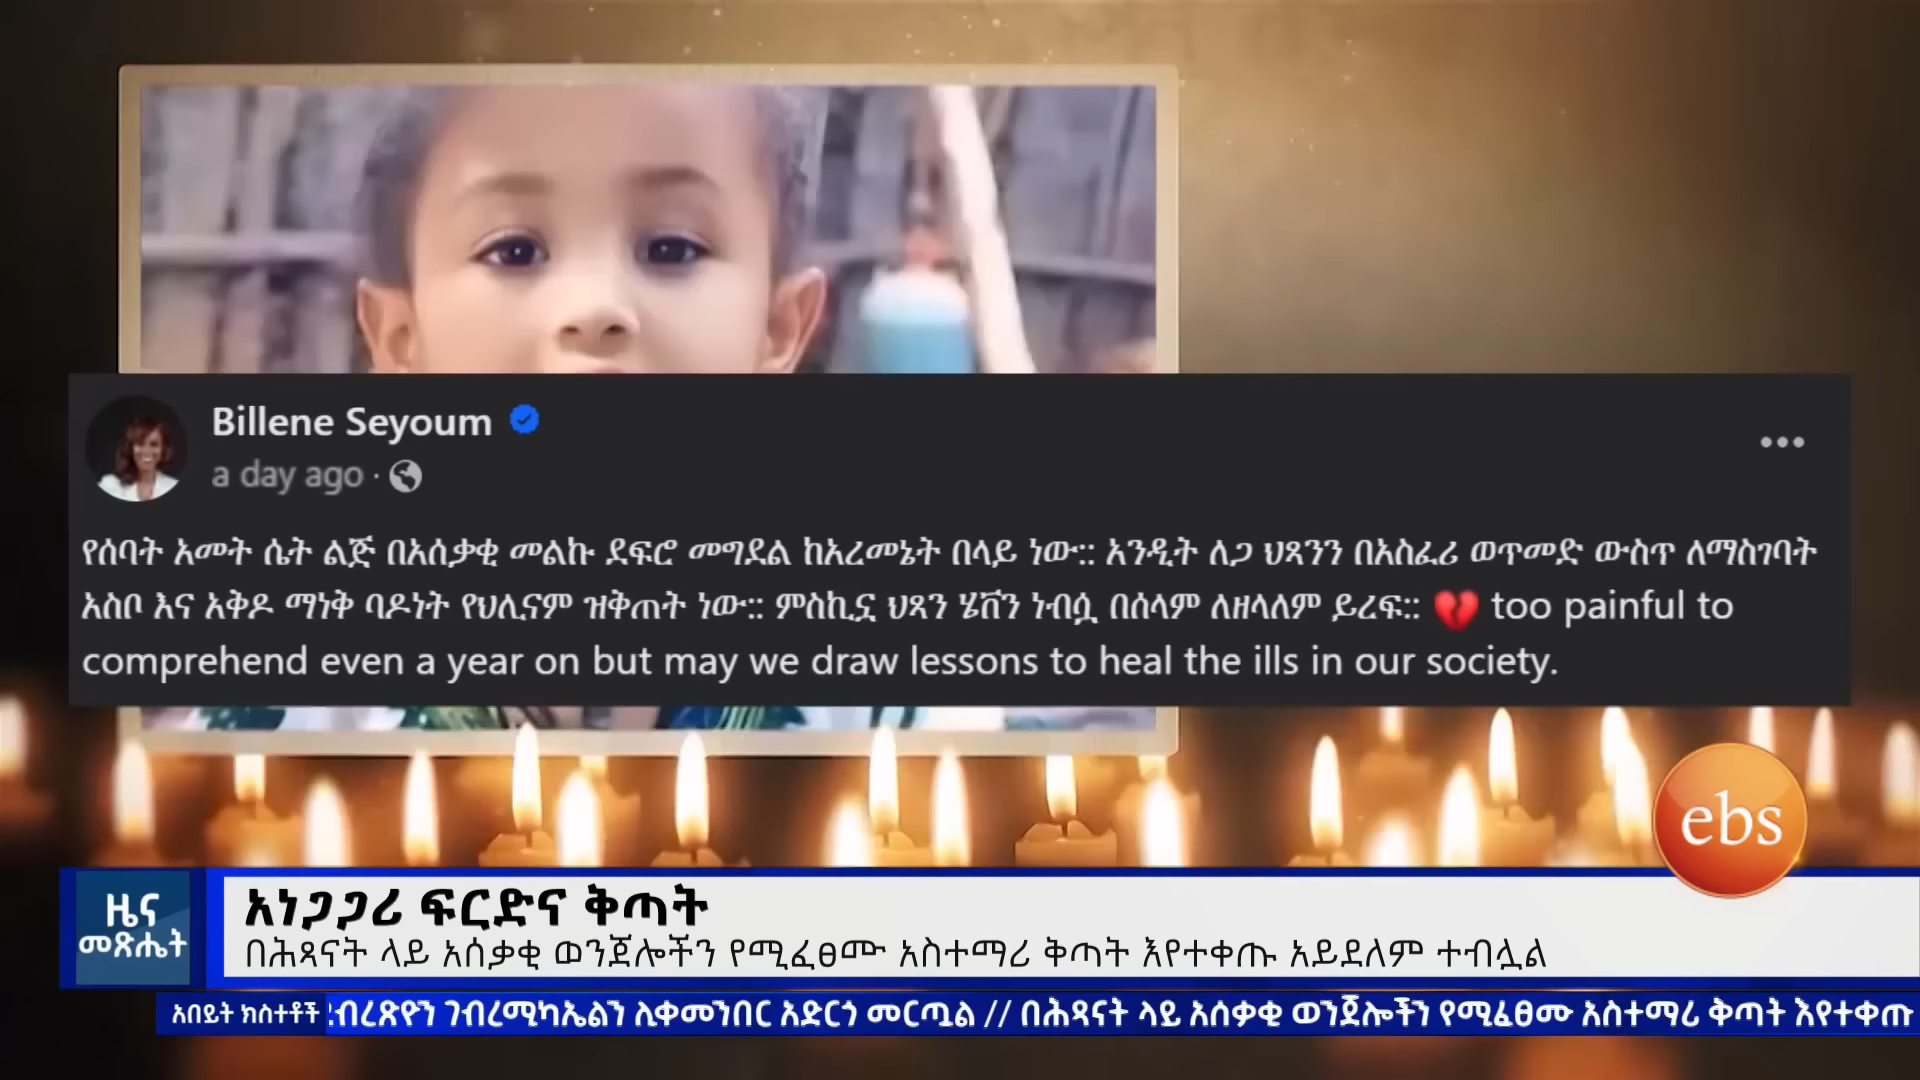 Billene Seyoum
a day ago ·
የሰባት አመት ሴት ልጅ በአሰቃቂ መልኩ ደፍሮ መግደል ከአረመኔት በላይ ነው። አንዲት ለጋ ህጻንን በአስፈሪ ወጥመድ ውስጥ ለማስገባት
አስቦ እና አቅዶ ማነቅ ባዶነት የህሊናም ዝቅጠት ነው። ምስኪኗ ህጻን ሄቨን ነብሷ በሰላም ለዘላለም ይረፍ። 💔 too painful to
comprehend even a year on but may we draw lessons to heal the ills in our society.
ebs
ዜና
መጽሔት
አነጋጋሪ ፍርድና ቅጣት
በሕጻናት ላይ አሰቃቂ ወንጀሎችን የሚፈፀሙ አስተማሪ ቅጣት እየተቀጡ አይደለም ተብሏል
አበይት ክስተቶች
ብረጽዮን ገብረሚካኤልን ሊቀመንበር አድርጎ መርጧል // በሕጻናት ላይ አሰቃቂ ወንጀሎችን የሚፈፀሙ አስተማሪ ቅጣት እየተቀጡ